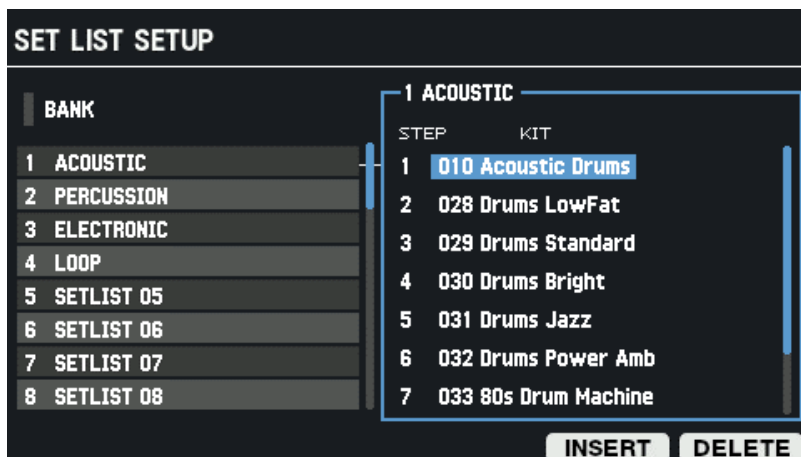 SET LIST SETUP
BANK
1 ACOUSTIC
2 PERCUSSION
3 ELECTRONIC
4 LOOP
5 SETLIST 05
6 SETLIST 06
7 SETLIST 07
8 SETLIST 08
1 ACOUSTIC
STEP KIT
1 010 Acoustic Drums
2 028 Drums LowFat
3 029 Drums Standard
4 030 Drums Bright
5 031 Drums Jazz
6 032 Drums Power Amb
7 033 80s Drum Machine
INSERT DELETE